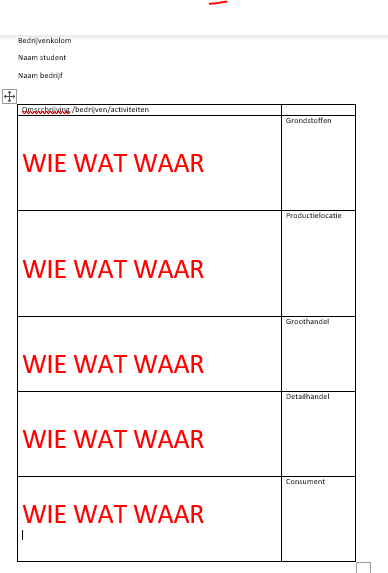 Bedrijvenkolom
Naam student
Naam bedrijf
Omschrijving /bedrijven/activiteiten
Grondstoffen
WIE WAT WAAR
Productielocatie
WIE WAT WAAR
Groothandel
WIE WAT WAAR
Detailhandel
WIE WAT WAAR
Consument
WIE WAT WAAR